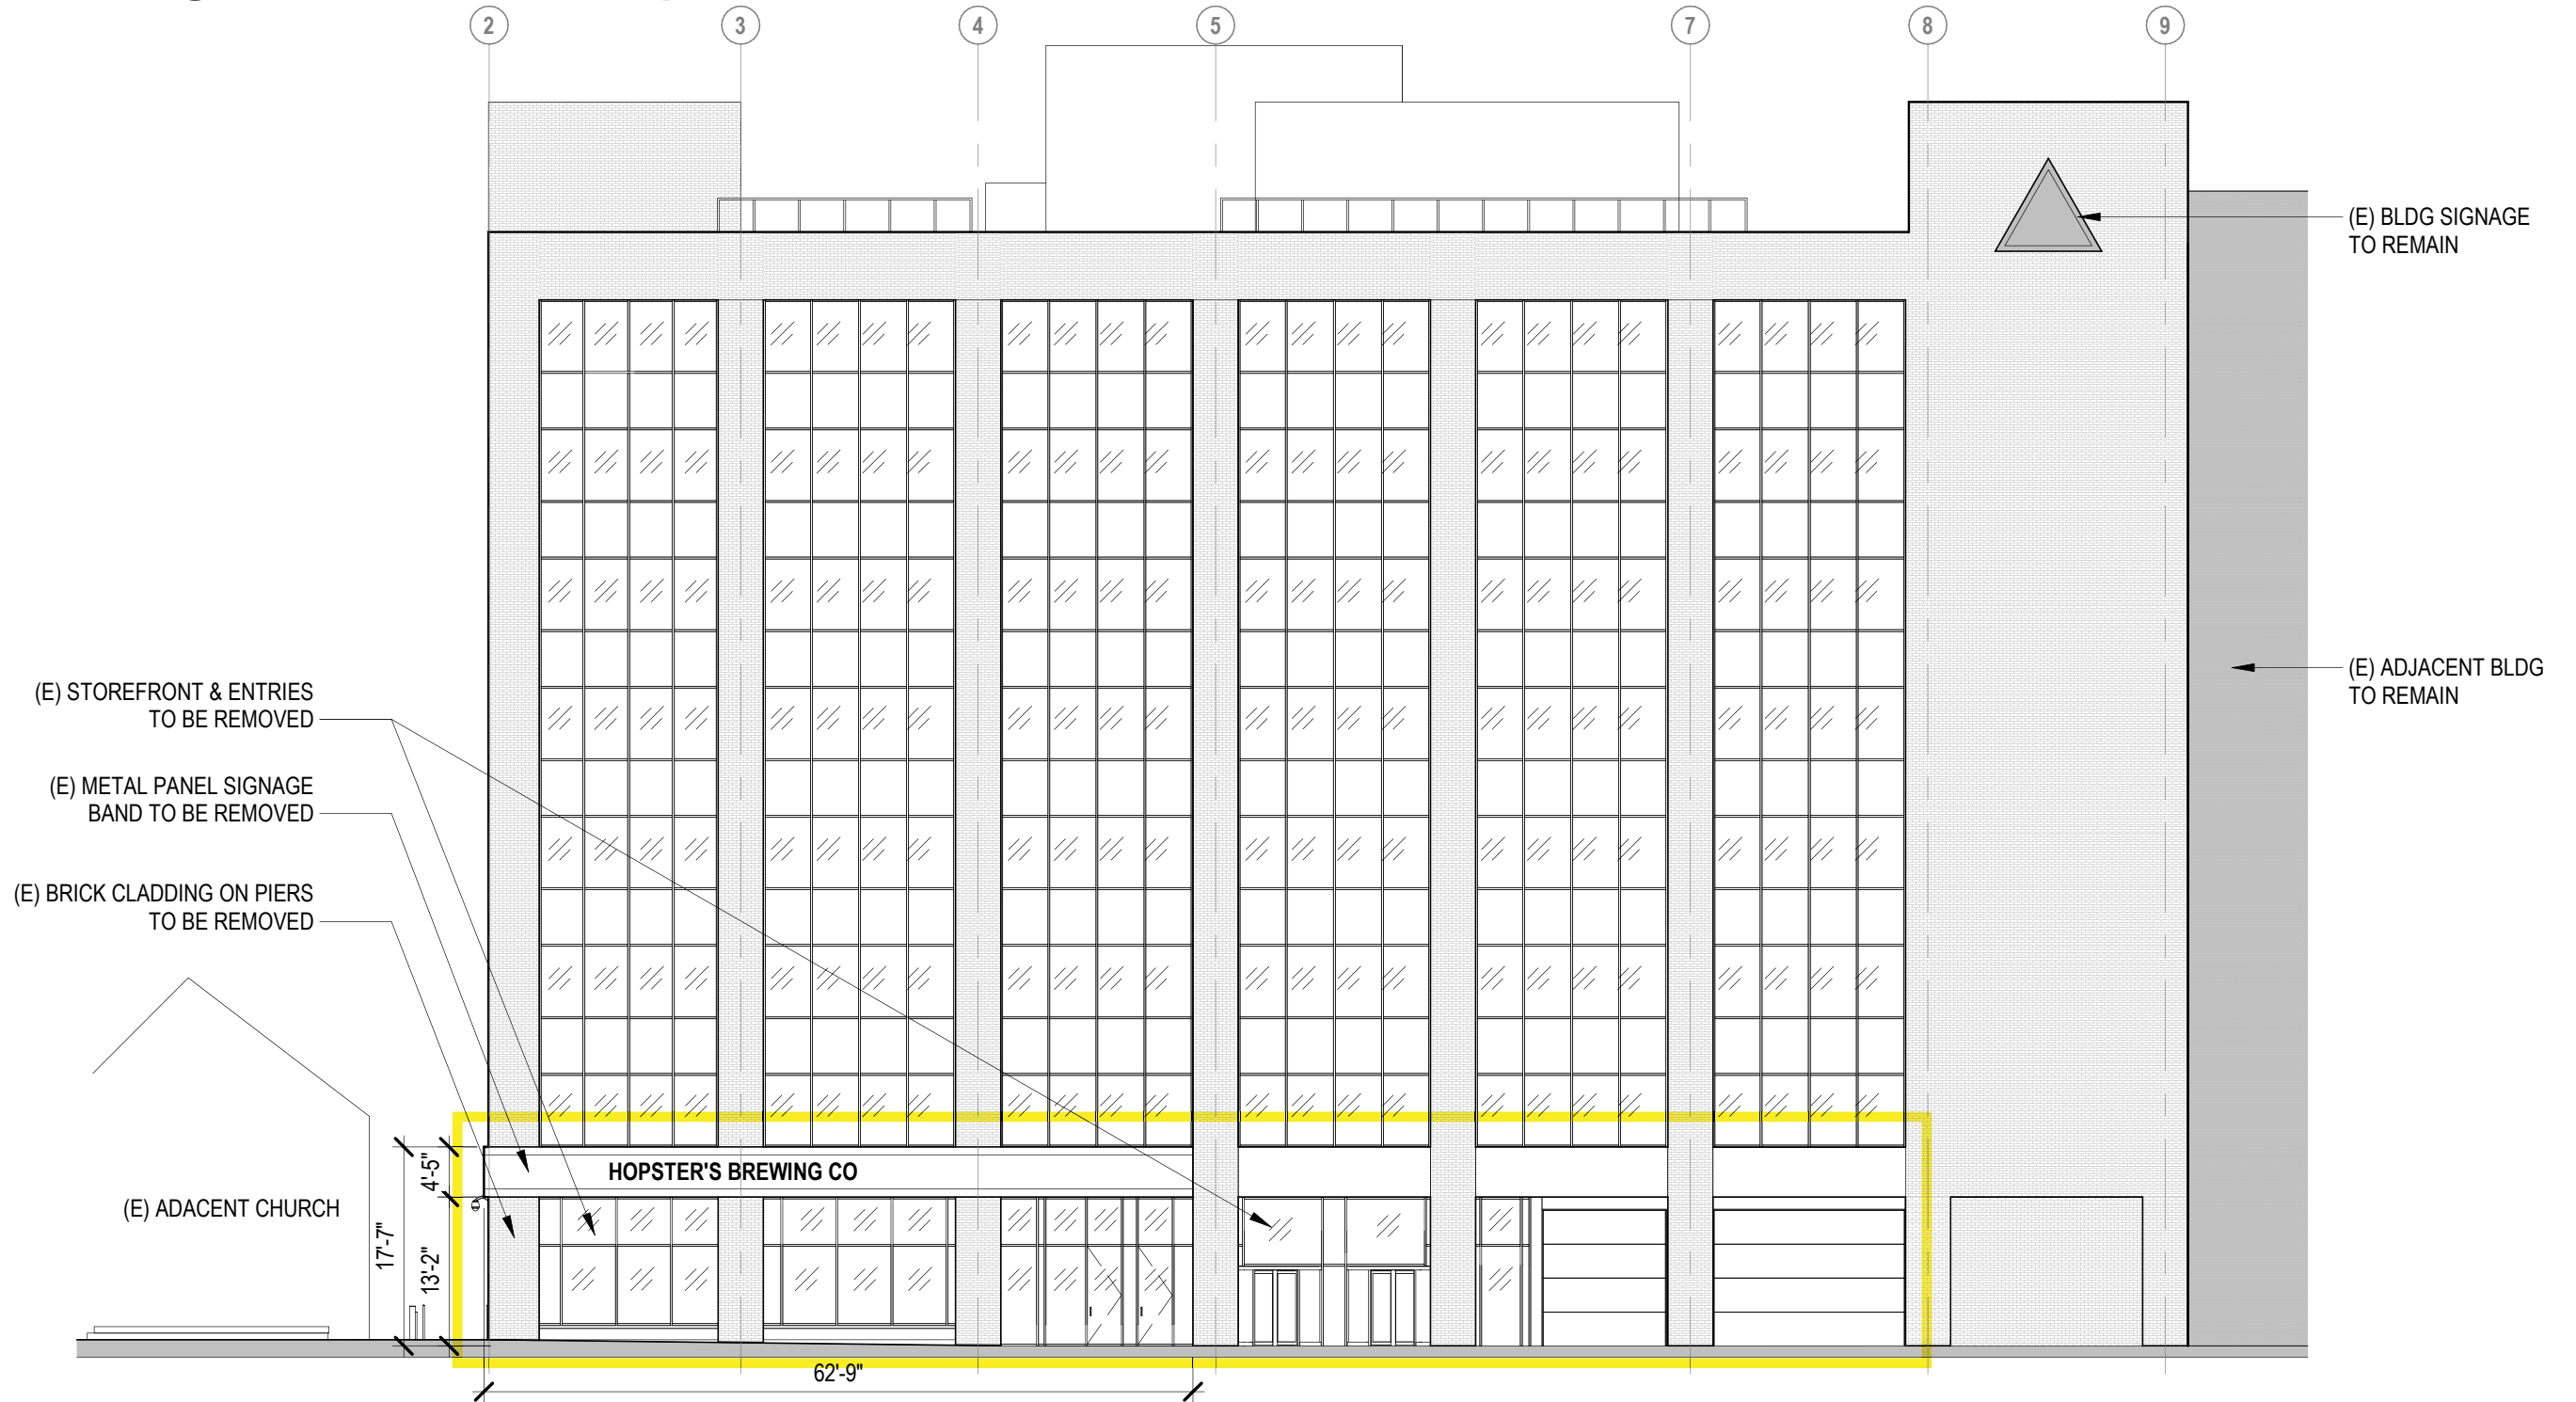 2 3 4 5 7 8 9
(E) BLDG SIGNAGE
TO REMAIN
(E) ADJACENT BLDG
TO REMAIN
(E) STOREFRONT & ENTRIES
TO BE REMOVED
(E) METAL PANEL SIGNAGE
BAND TO BE REMOVED
(E) BRICK CLADDING ON PIERS
TO BE REMOVED
(E) ADACENT CHURCH
17'-7"
4'-5"
13'-2"
HOPSTER'S BREWING CO
62'-9"